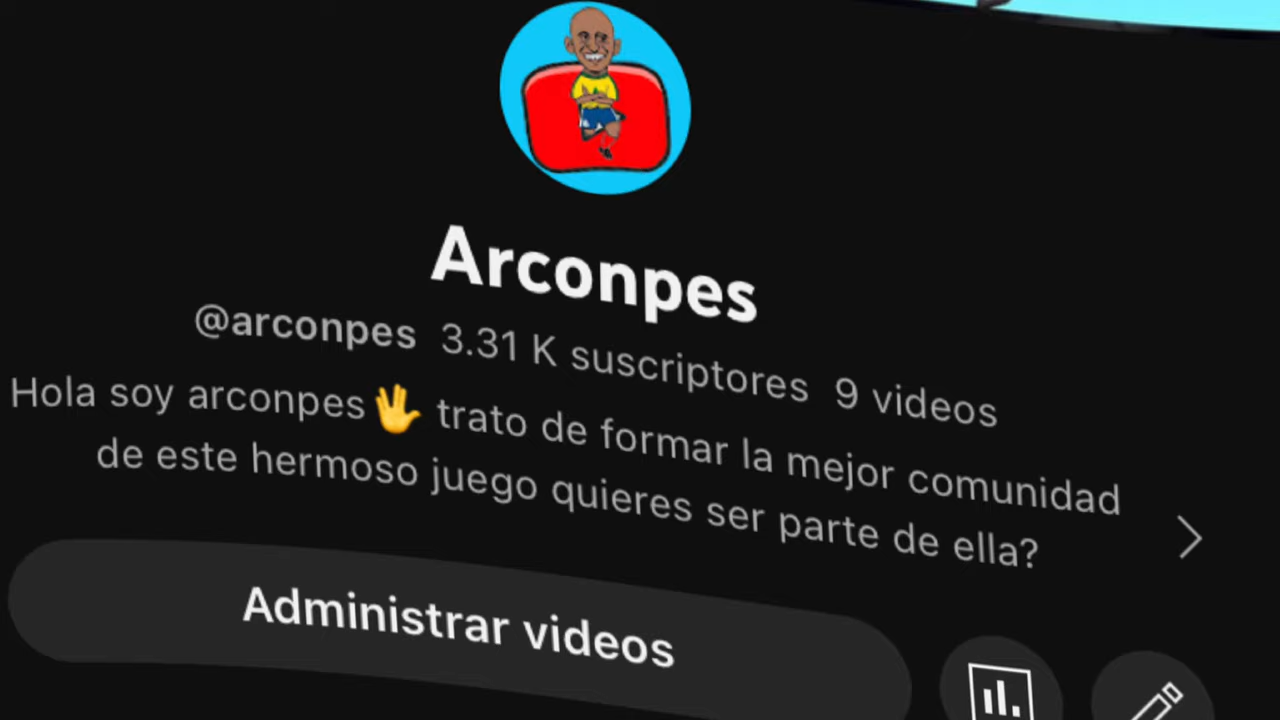 Arconpes
@arconpes 3.31 K suscriptores 9 videos
Hola soy arconpes🖖 trato de formar la mejor comunidad
de este hermoso juego quieres ser parte de ella?
Administrar videos